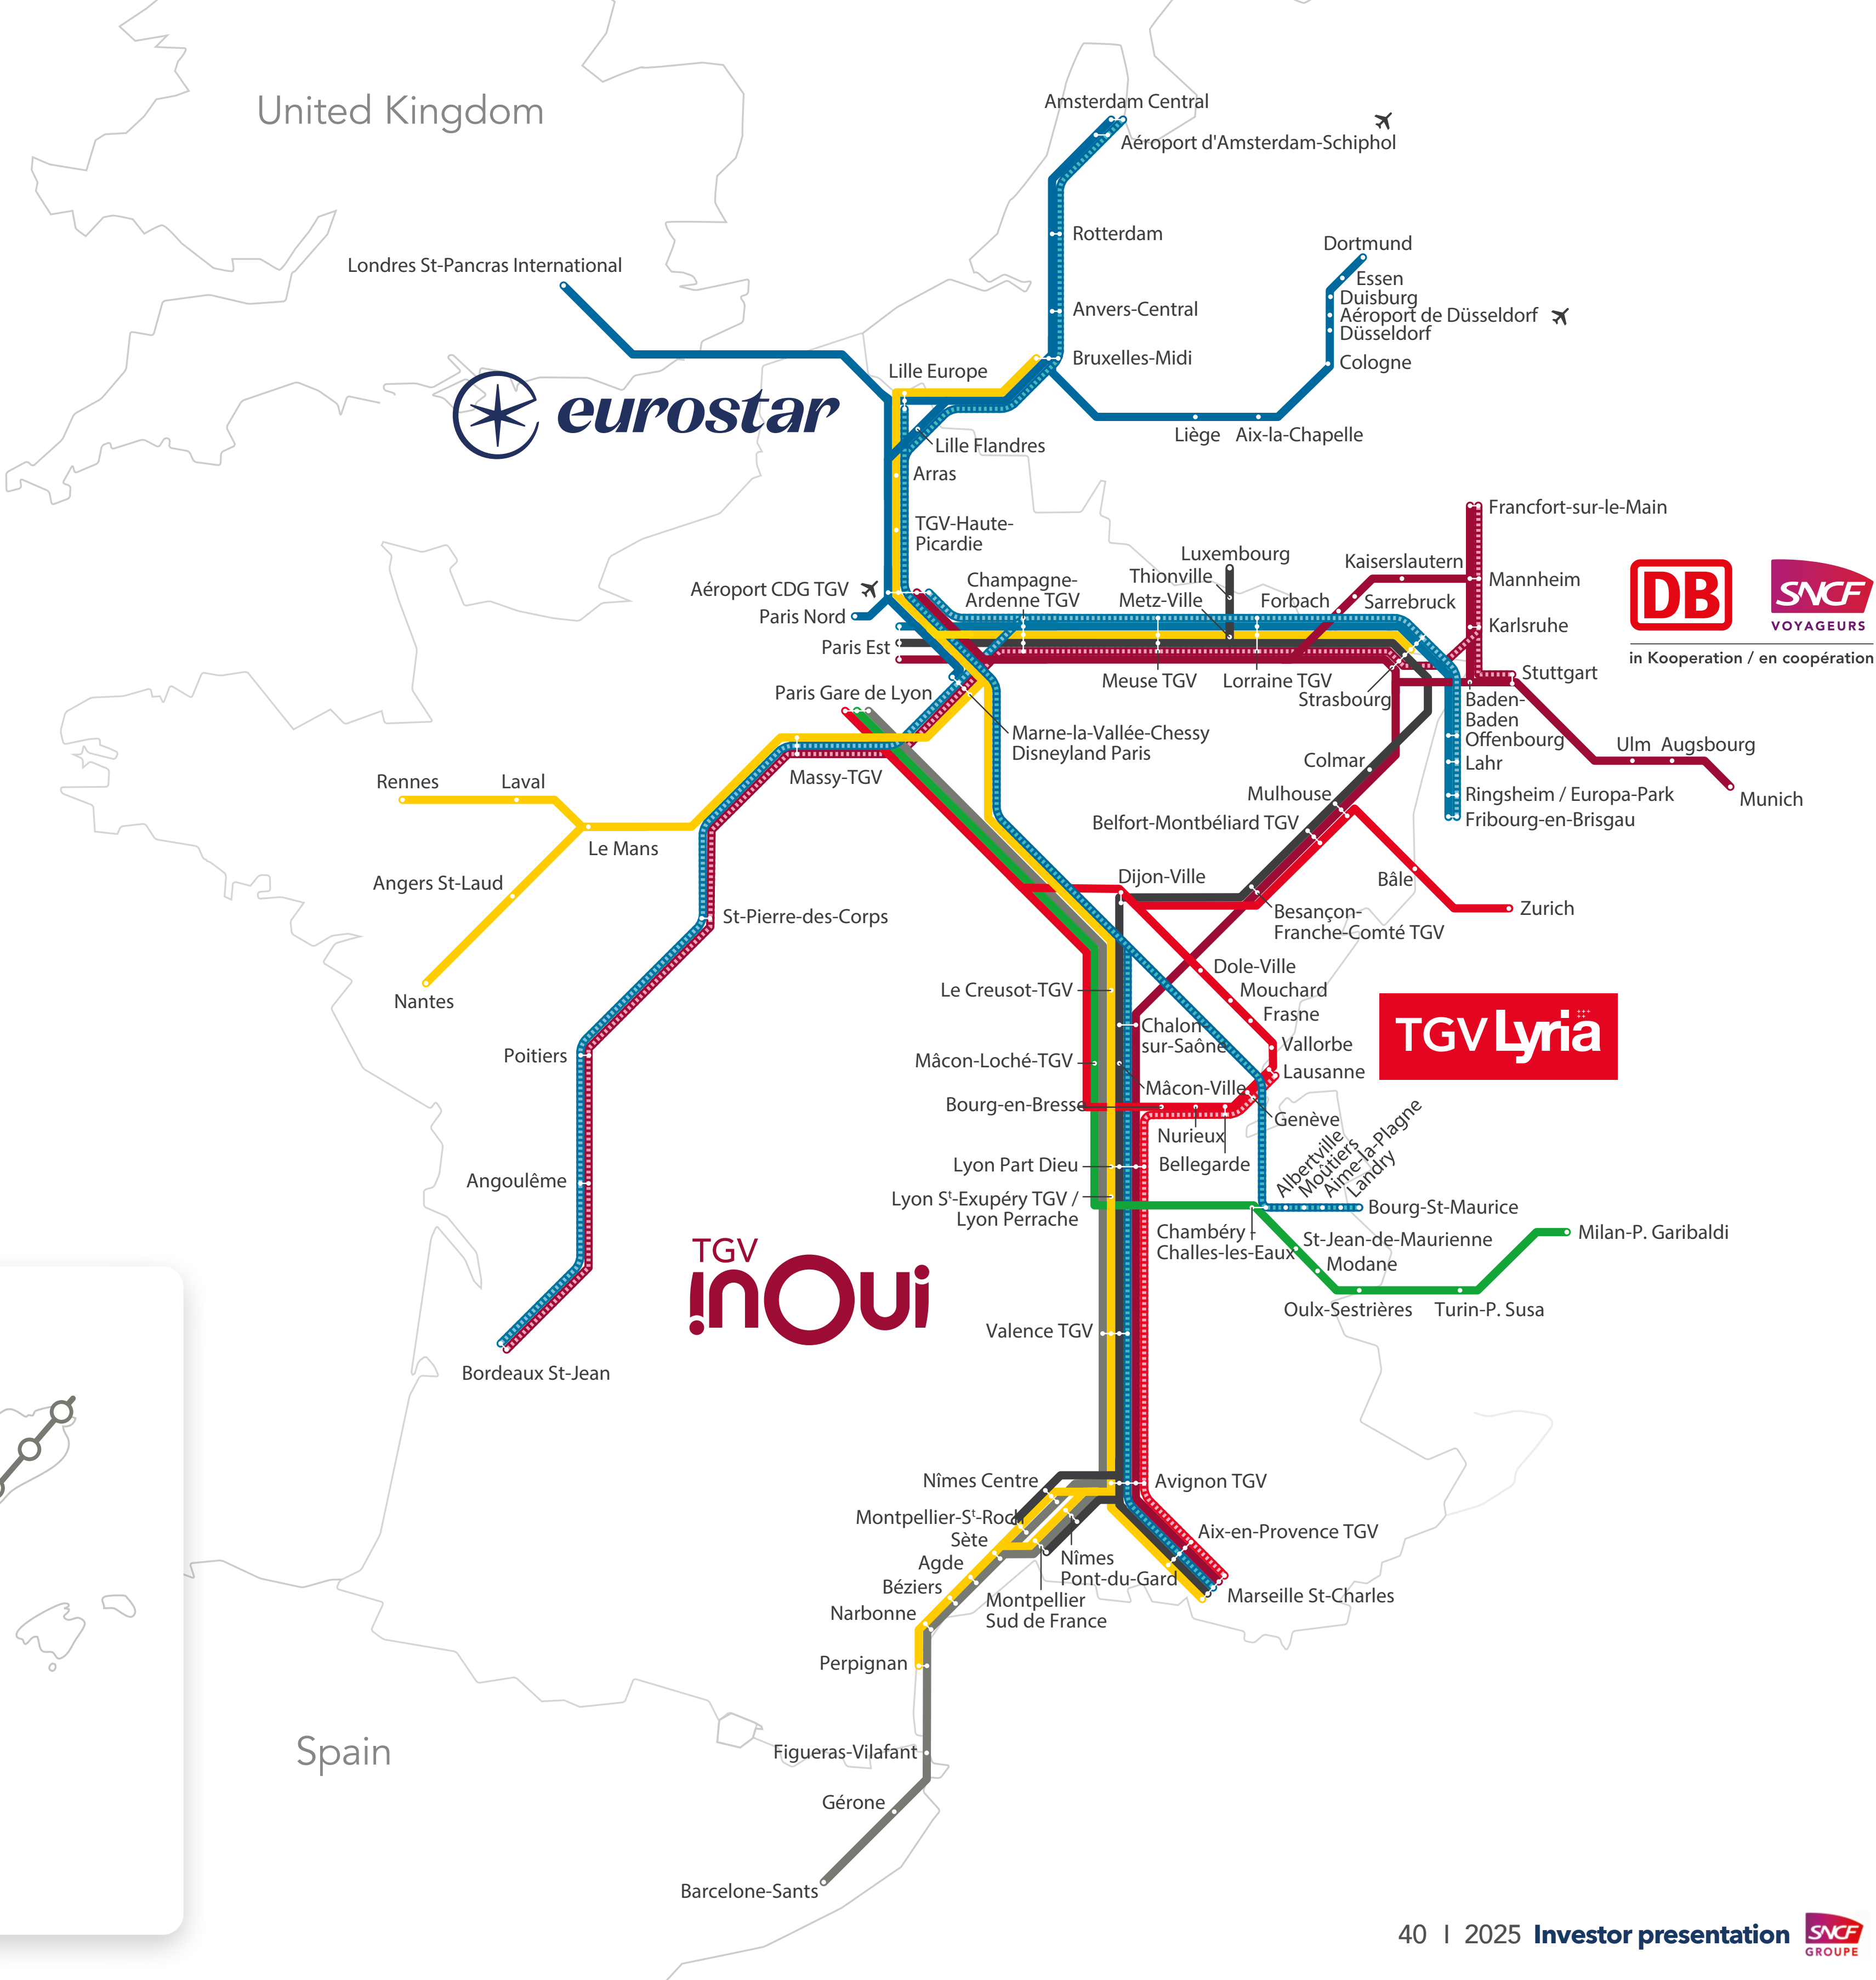 United Kingdom
Amsterdam Central
Aéroport d'Amsterdam-Schiphol
Rotterdam
Dortmund
Londres St-Pancras International
Essen
Duisburg
Anvers-Central
Aéroport de Düsseldorf
Düsseldorf
Bruxelles-Midi
Cologne
Lille Europe
eurostar
Liège
Aix-la-Chapelle
Lille Flandres
Arras
Francfort-sur-le-Main
TGV-Haute-
Picardie
Luxembourg
Kaiserslautern
Thionville
Mannheim
Champagne-
Ardenne TGV
Aéroport CDG TGV
Metz-Ville
Forbach
Sarrebruck
DB
SNCF
VOYAGEURS
in Kooperation / en coopération
Paris Nord
Karlsruhe
Paris Est
Stuttgart
Meuse TGV
Lorraine TGV
Paris Gare de Lyon
Strasbourg
Baden-
Baden
Marne-la-Vallée-Chessy
Disneyland Paris
Offenbourg
Ulm
Augsbourg
Colmar
Lahr
Massy-TGV
Rennes
Laval
Mulhouse
Ringsheim / Europa-Park
Munich
Belfort-Montbéliard TGV
Fribourg-en-Brisgau
Le Mans
Angers St-Laud
Dijon-Ville
Bâle
St-Pierre-des-Corps
Besançon-
Franche-Comté TGV
Zurich
Dole-Ville
Le Creusot-TGV
Mouchard
Nantes
Frasne
Chalon
sur-Saône
TGV Lyria
Poitiers
Mâcon-Loché-TGV
Vallorbe
Lausanne
Mâcon-Ville
Bourg-en-Bresse
Genève
Nurieux
Lyon Part Dieu
Bellegarde
Albertville
Moûtiers
Aime-la-Plagne
Landry
Angoulême
Lyon Sᵗ-Exupéry TGV /
Lyon Perrache
Bourg-St-Maurice
Chambéry -
Challes-les-Eaux
St-Jean-de-Maurienne
Milan-P. Garibaldi
Modane
TGV
inOui
Oulx-Sestrières
Turin-P. Susa
Valence TGV
Bordeaux St-Jean
Nîmes Centre
Avignon TGV
Montpellier-Sᵗ-Roch
Sète
Aix-en-Provence TGV
Agde
Nîmes
Pont-du-Gard
Béziers
Montpellier
Sud de France
Marseille St-Charles
Narbonne
Perpignan
Spain
Figueras-Vilafant
Gérone
Barcelone-Sants
40 I 2025 Investor presentation
SNCF
GROUPE